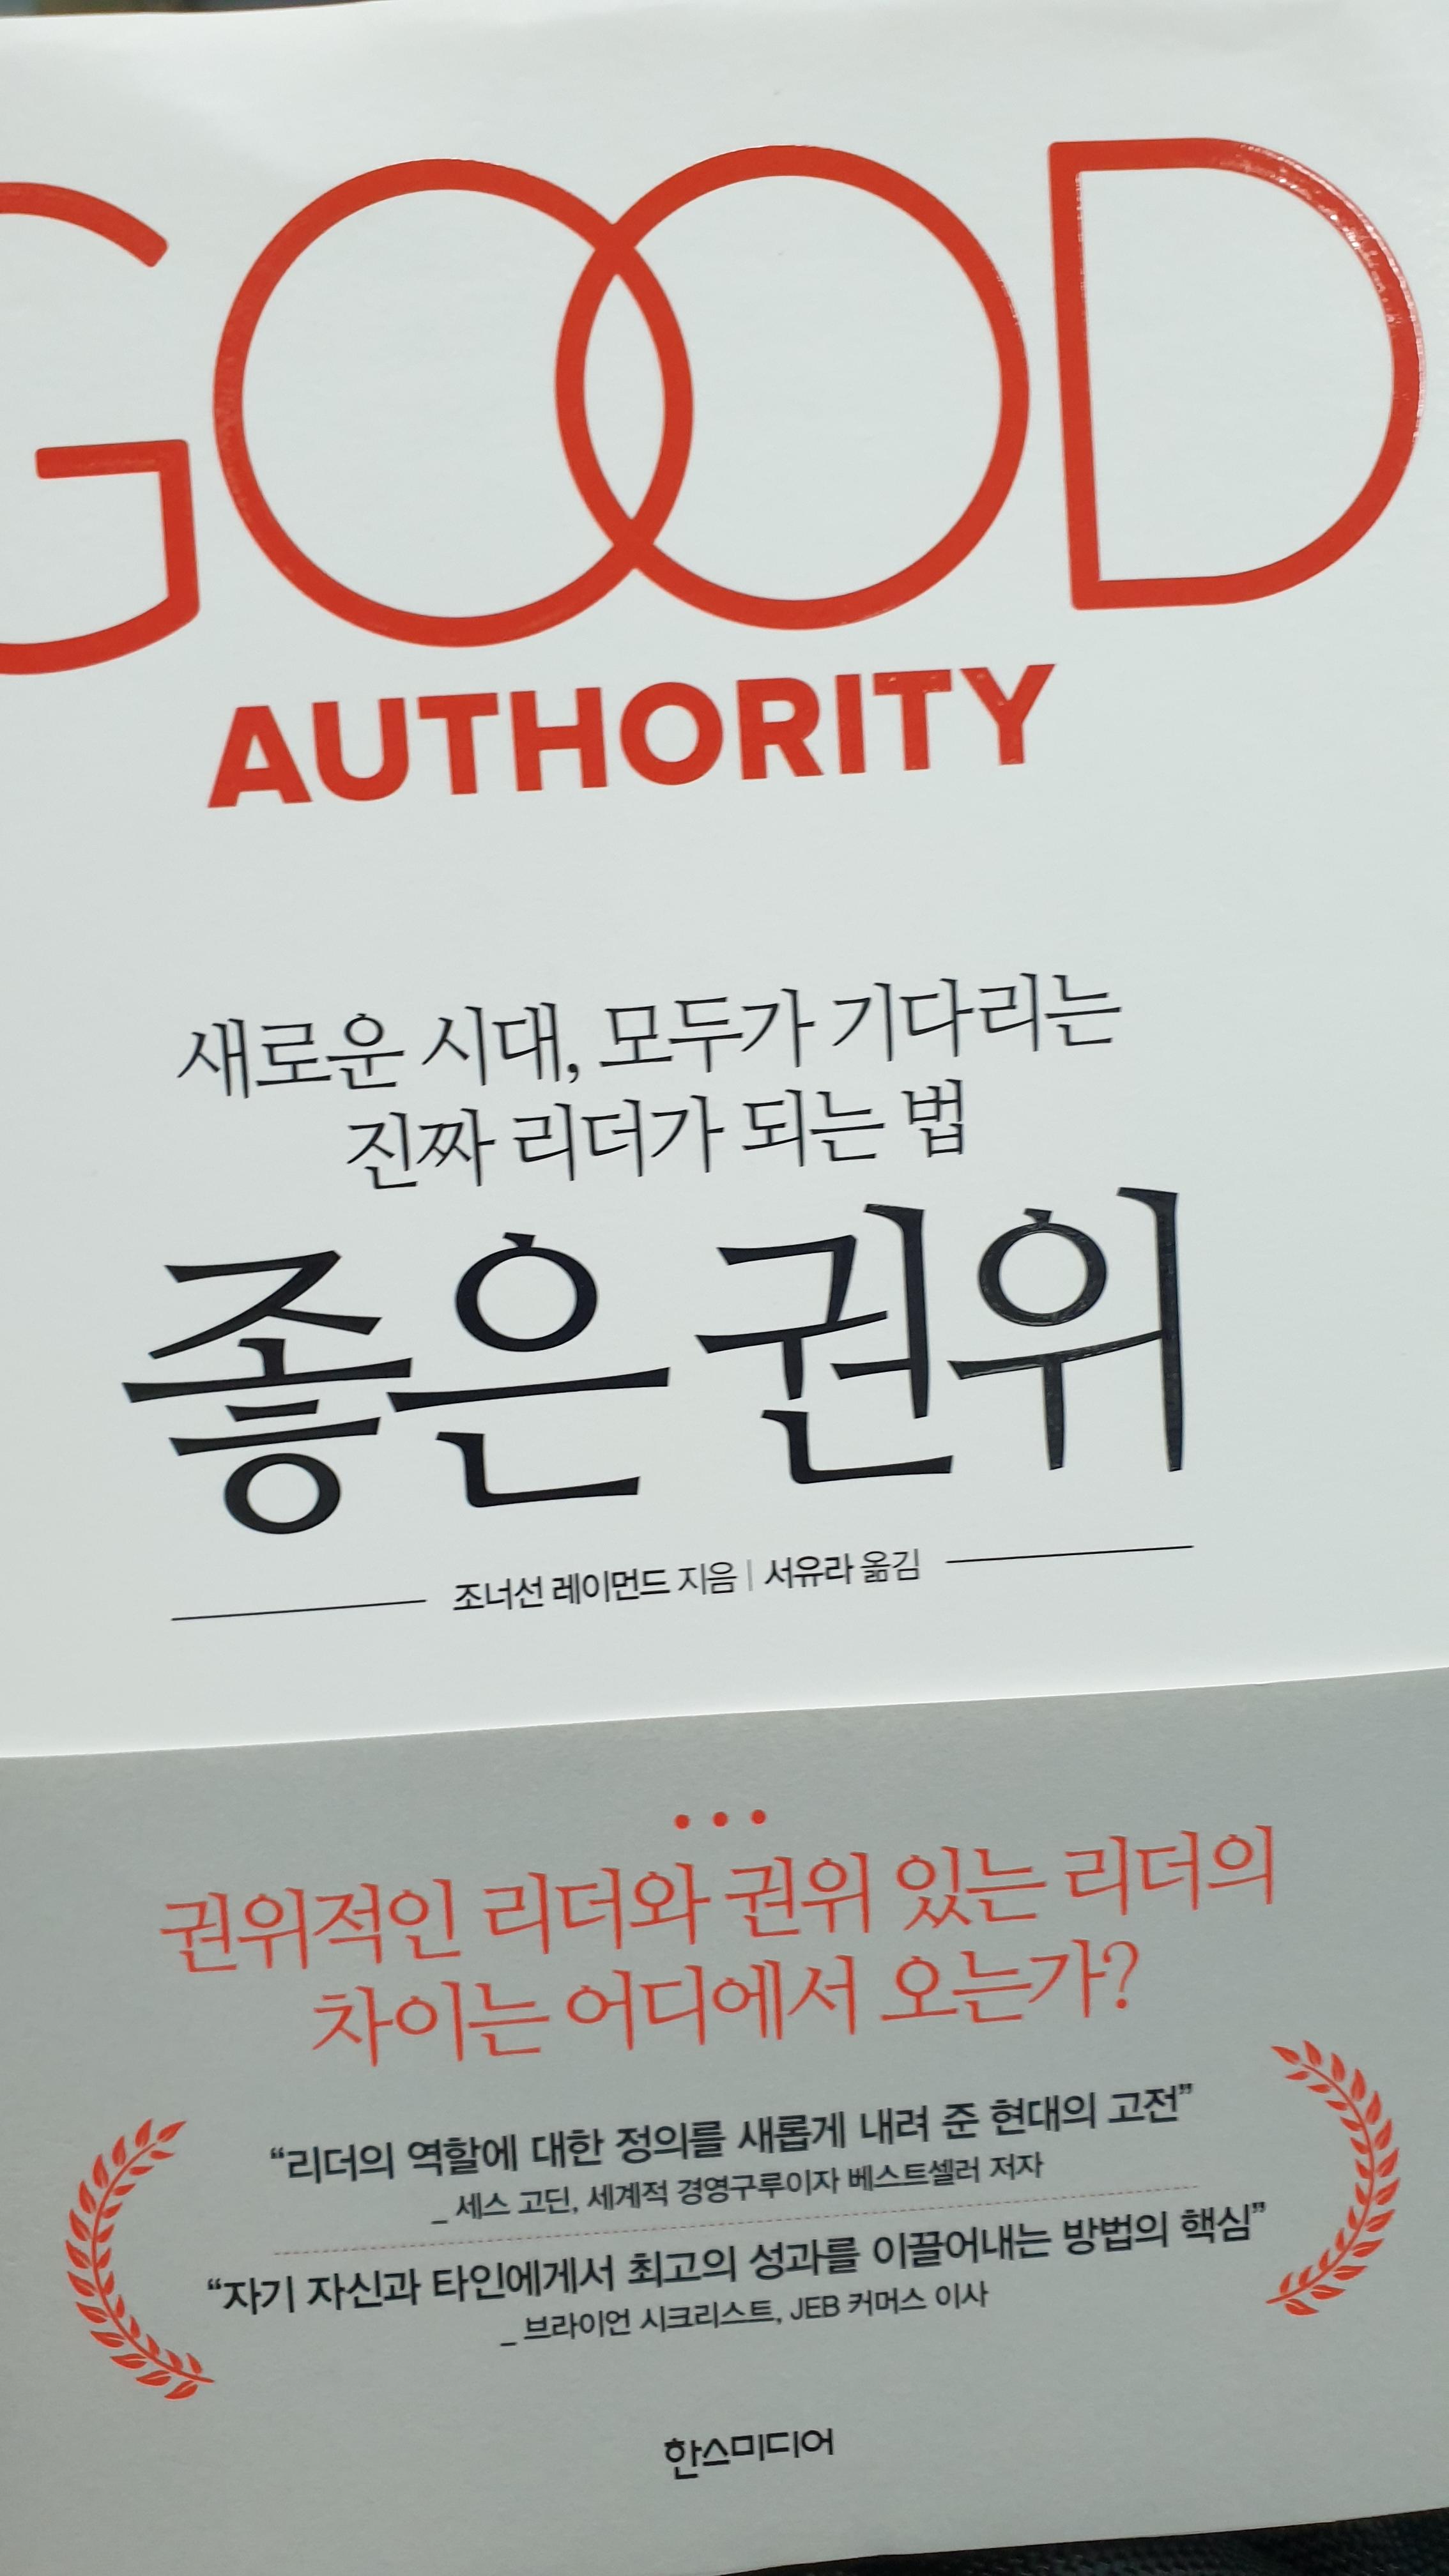 GOOD
AUTHORITY
새로운 시대, 모두가 기다리는
진짜 리더가 되는 법
좋은 권위
조너선 레이먼드 지음 | 서유라 옮김
권위적인 리더와 권위 있는 리더의
차이는 어디에서 오는가?
“리더의 역할에 대한 정의를 새롭게 내려 준 현대의 고전”
_ 세스 고딘, 세계적 경영구루이자 베스트셀러 저자
“자기 자신과 타인에게서 최고의 성과를 이끌어내는 방법의 핵심”
_ 브라이언 시크리스트, JEB 커머스 이사
한스미디어